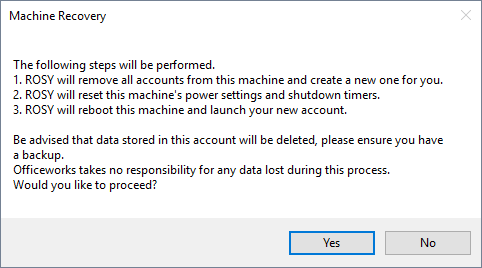 Machine Recovery
The following steps will be performed.
1. ROSY will remove all accounts from this machine and create a new one for you.
2. ROSY will reset this machine's power settings and shutdown timers.
3. ROSY will reboot this machine and launch your new account.
Be advised that data stored in this account will be deleted, please ensure you have
a backup.
Officeworks takes no responsibility for any data lost during this process.
Would you like to proceed?
Yes
No